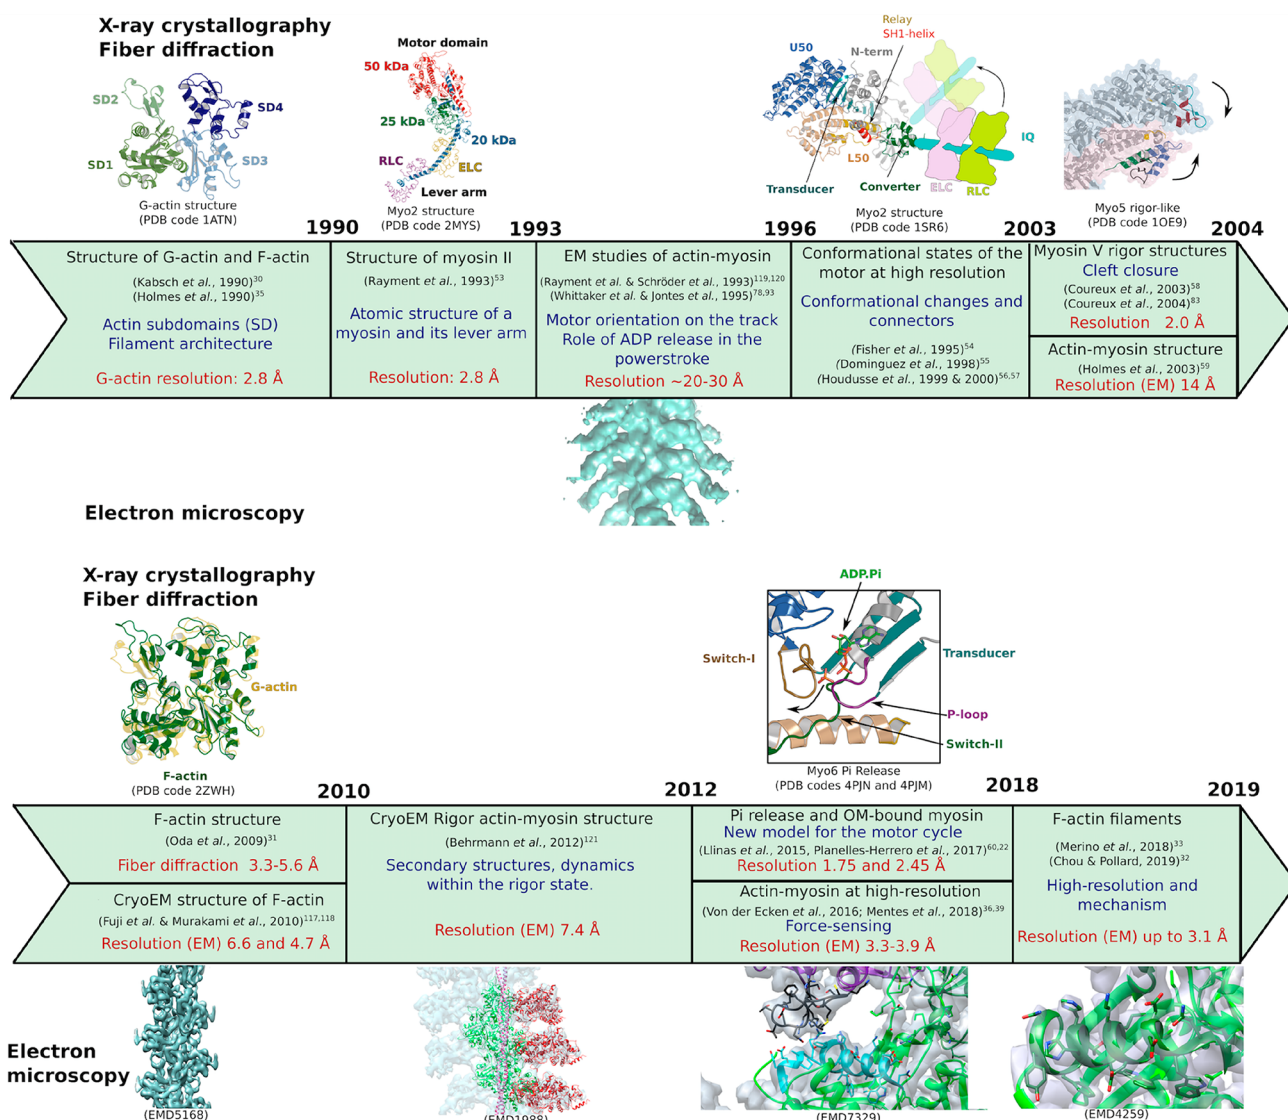 X-ray crystallography
Fiber diffraction
SD2
SD4
SD1
SD3
G-actin structure
(PDB code 1ATN)
Motor domain
50 kDa
25 kDa
20 kDa
RLC
ELC
Lever arm
Myo2 structure
(PDB code 2MYS)
Relay
SH1-helix
U50
N-term
L50
IQ
Transducer
Converter
ELC
RLC
Myo2 structure
(PDB code 1SR6)
Myo5 rigor-like
(PDB code 1OE9)
1990
1993
1996
2003
2004
Structure of G-actin and F-actin
(Kabsch et al., 1990)30
(Holmes et al., 1990)35
Actin subdomains (SD)
Filament architecture
G-actin resolution: 2.8 Å
Structure of myosin II
(Rayment et al., 1993)53
Atomic structure of a
myosin and its lever arm
Resolution: 2.8 Å
EM studies of actin-myosin
(Rayment et al. & Schröder et al., 1993)119,120
(Whittaker et al. & Jontes et al., 1995)78,93
Motor orientation on the track
Role of ADP release in the
powerstroke
Resolution ~20-30 Å
Conformational states of the
motor at high resolution
Conformational changes and
connectors
(Fisher et al., 1995)54
(Dominguez et al., 1998)55
(Houdusse et al., 1999 & 2000)56,57
Myosin V rigor structures
Cleft closure
(Coureux et al., 2003)58
(Coureux et al., 2004)83
Resolution 2.0 Å
Actin-myosin structure
(Holmes et al., 2003)59
Resolution (EM) 14 Å
Electron microscopy
X-ray crystallography
Fiber diffraction
G-actin
F-actin
(PDB code 2ZWH)
ADP.Pi
Switch-I
Transducer
P-loop
Switch-II
Myo6 Pi Release
(PDB codes 4PJN and 4PJM)
2010
2012
2018
2019
F-actin structure
(Oda et al., 2009)31
Fiber diffraction 3.3-5.6 Å
CryoEM structure of F-actin
(Fuji et al. & Murakami et al., 2010)117,118
Resolution (EM) 6.6 and 4.7 Å
CryoEM Rigor actin-myosin structure
(Behrmann et al., 2012)121
Secondary structures, dynamics
within the rigor state.
Resolution (EM) 7.4 Å
Pi release and OM-bound myosin
New model for the motor cycle
(Llinas et al., 2015, Planelles-Herrero et al., 2017)60,22
Resolution 1.75 and 2.45 Å
Actin-myosin at high-resolution
(Von der Ecken et al., 2016; Mentes et al., 2018)36,39
Force-sensing
Resolution (EM) 3.3-3.9 Å
F-actin filaments
(Merino et al., 2018)33
(Chou & Pollard, 2019)32
High-resolution and
mechanism
Resolution (EM) up to 3.1 Å
Electron
microscopy
(EMD5168)
(EMD1988)
(EMD7329)
(EMD4259)